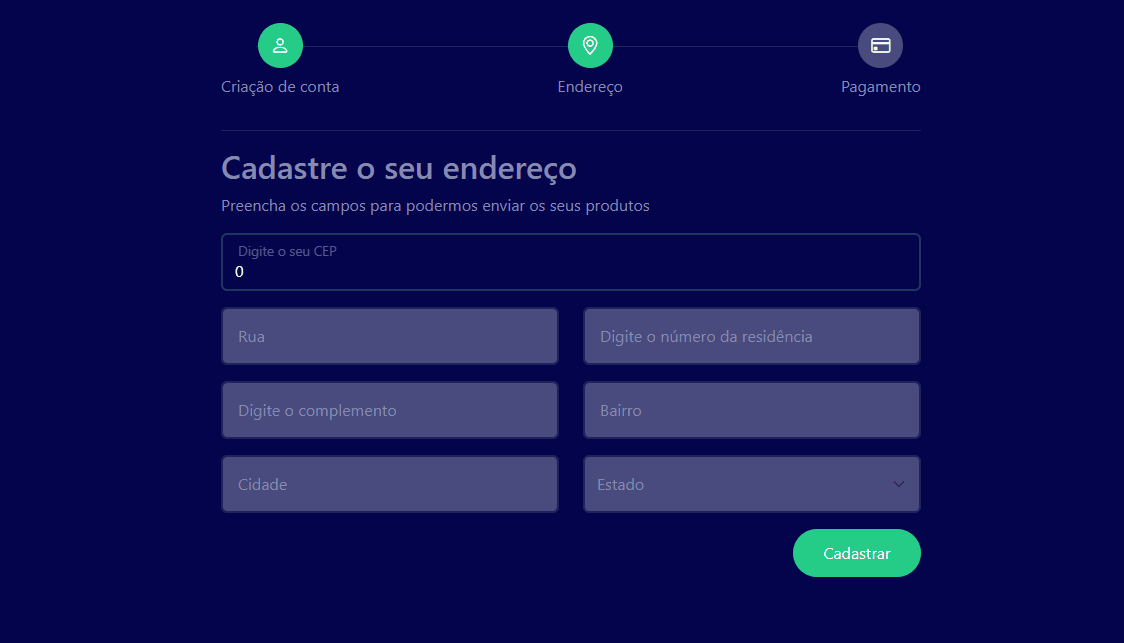 Criação de conta
Endereço
Pagamento
Cadastre o seu endereço
Preencha os campos para podermos enviar os seus produtos
Digite o seu CEP
0
Rua
Digite o número da residência
Digite o complemento
Bairro
Cidade
Estado
Cadastrar